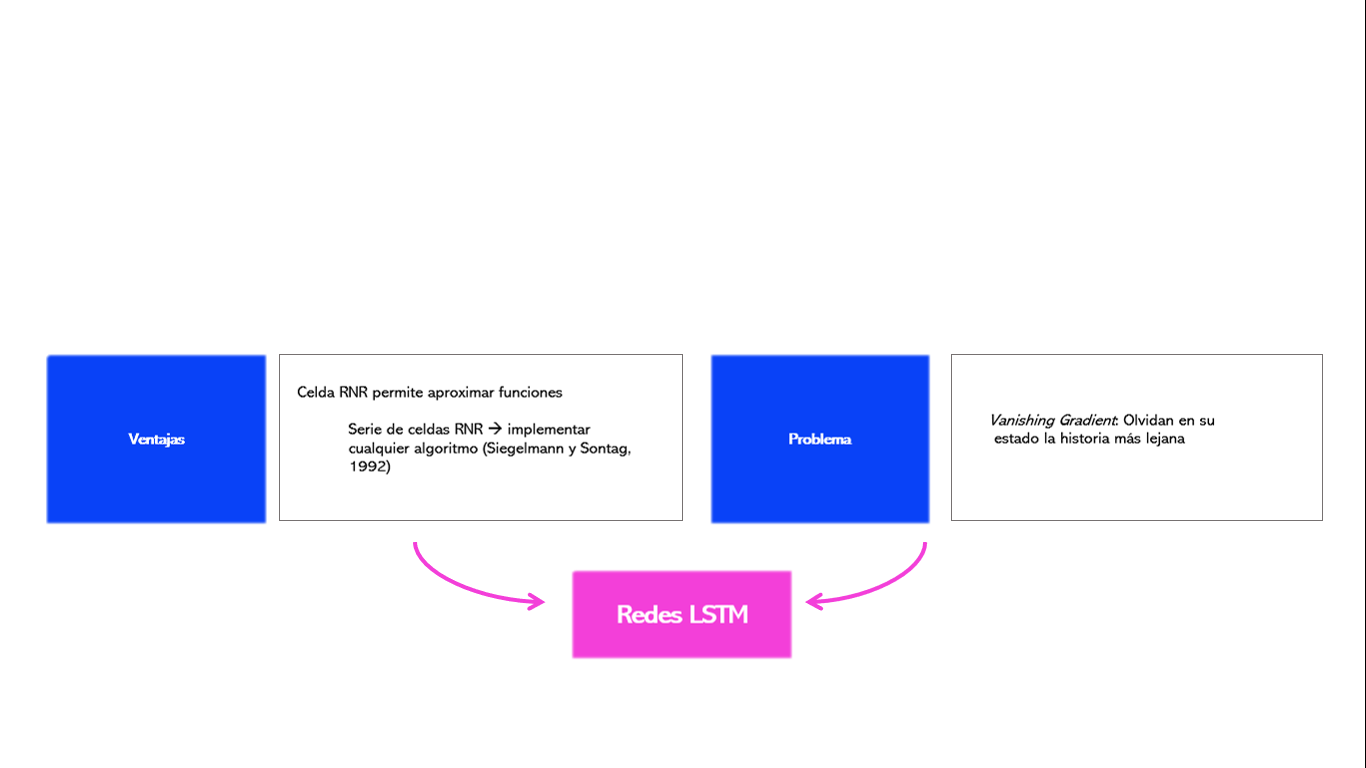 Ventajas
Celda RNR permite aproximar funciones
Serie de celdas RNR → implementar
cualquier algoritmo (Siegelmann y Sontag,
1992)
Problema
Vanishing Gradient: Olvidan en su
estado la historia más lejana
Redes LSTM